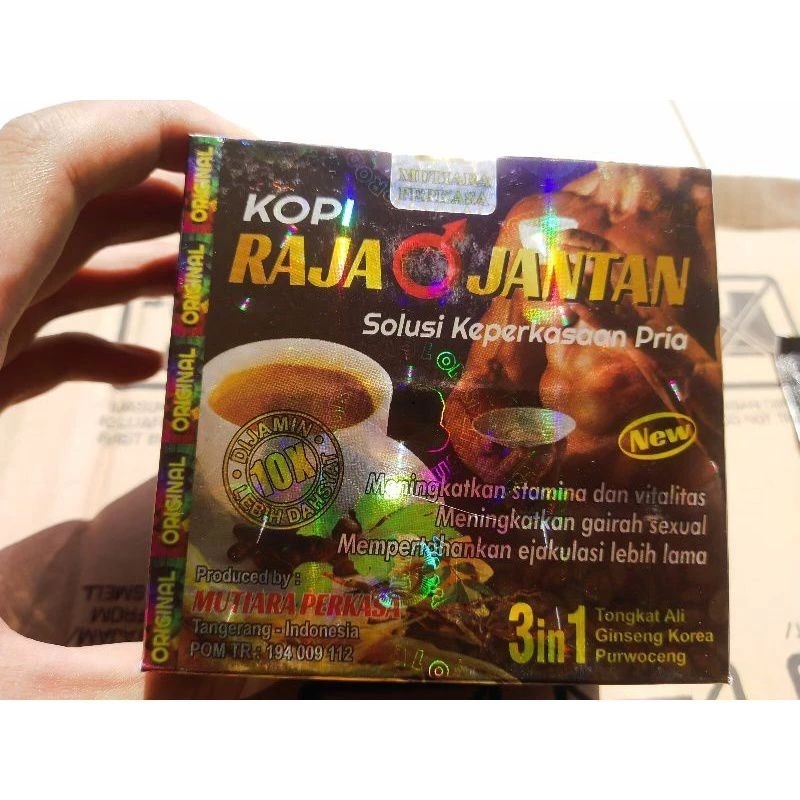 MUTIARA
PERKASA
KOPI
RAJA JANTAN
Solusi Keperkasaan Pria
DIJAMIN
10X
LEBIH DAHSYAT
New
Meningkatkan stamina dan vitalitas
Meningkatkan gairah sexual
Mempertahankan ejakulasi lebih lama
Produced by :
MUTIARA PERKASA
Tangerang - Indonesia
POM TR.: 194 009 112
3in1
Tongkat Ali
Ginseng Korea
Purwoceng
ORIGINAL
ORIGINAL
ORIGINAL
ORIGINAL
ORIGINAL